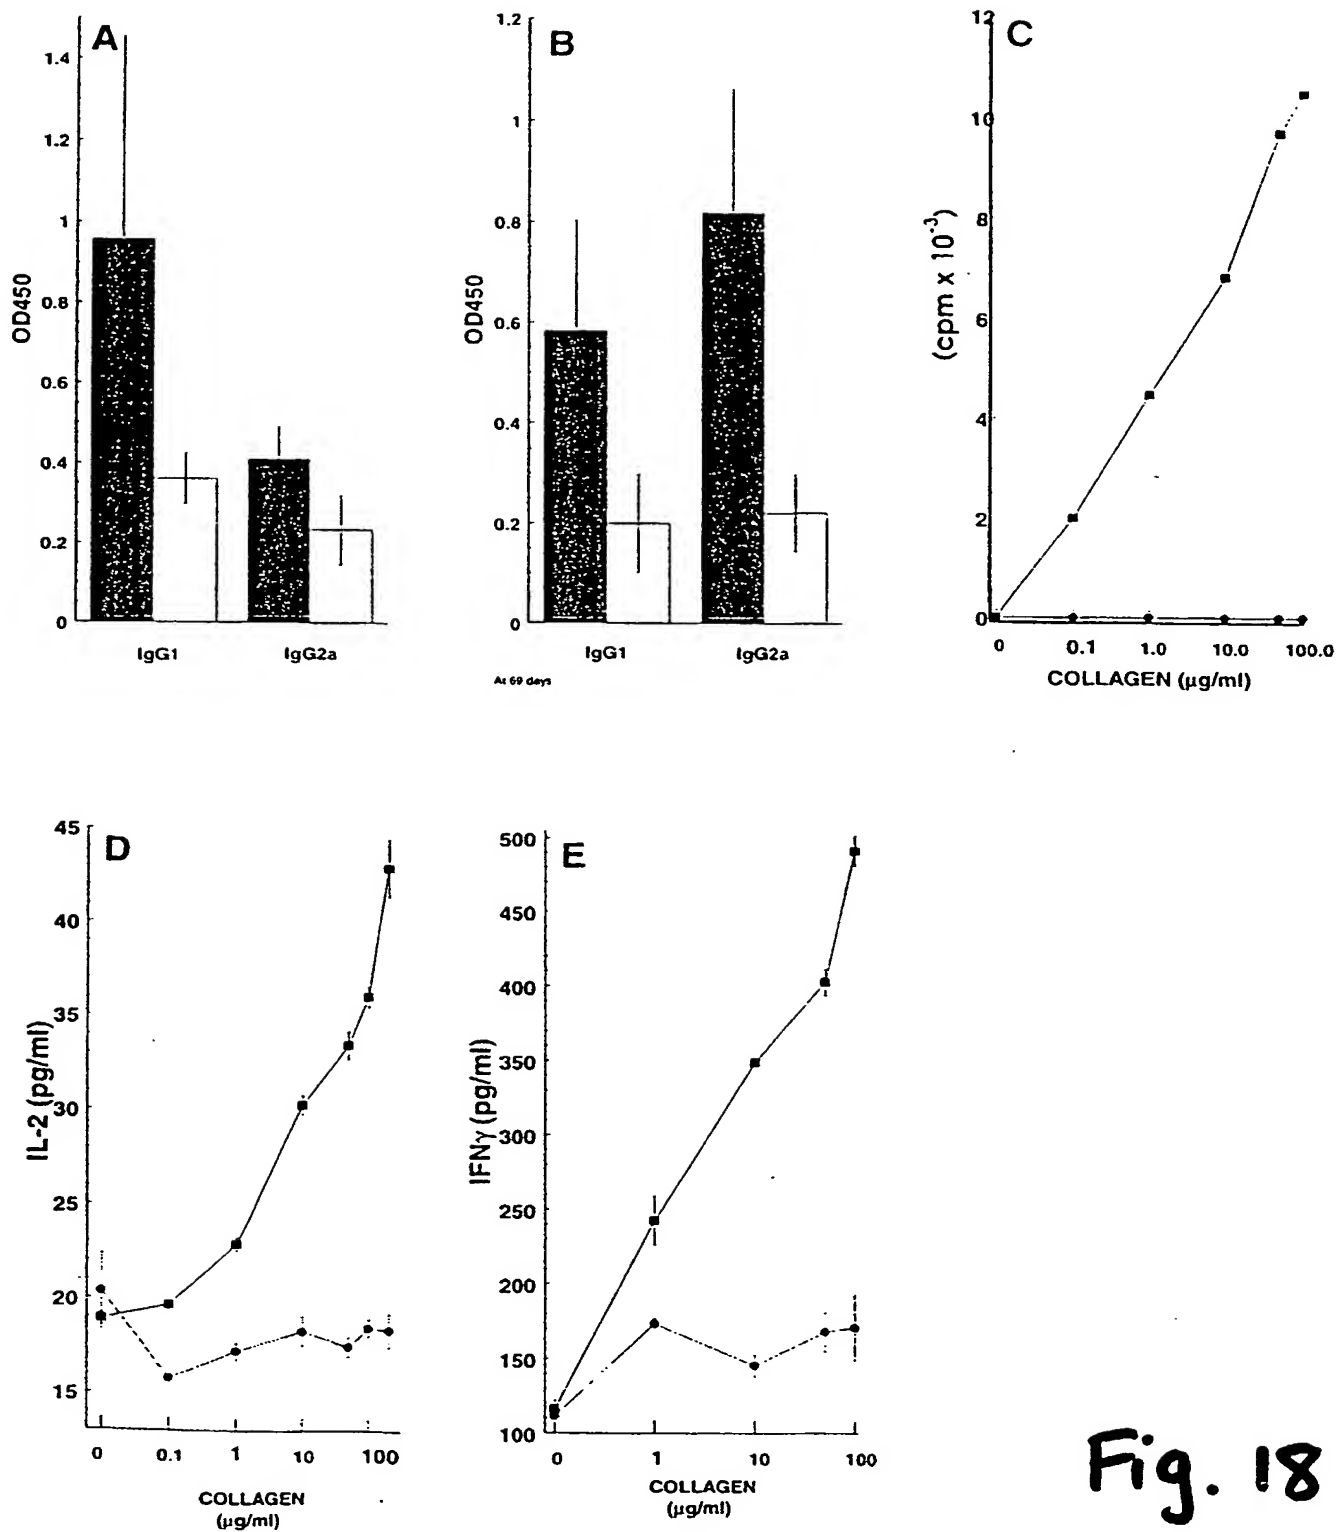 A
OD450
1.4
1.2
1
0.8
0.6
0.4
0.2
0
IgG1 IgG2a
B
OD450
1.2
1
0.8
0.6
0.4
0.2
0
IgG1 IgG2a
At 69 days
C
(cpm x 10⁻³)
12
10
8
6
4
2
0
0 0.1 1.0 10.0 100.0
COLLAGEN (µg/ml)
D
IL-2 (pg/ml)
45
40
35
30
25
20
15
0 0.1 1 10 100
COLLAGEN
(µg/ml)
E
IFNγ (pg/ml)
500
450
400
350
300
250
200
150
100
0 1 10 100
COLLAGEN
(µg/ml)
Fig. 18